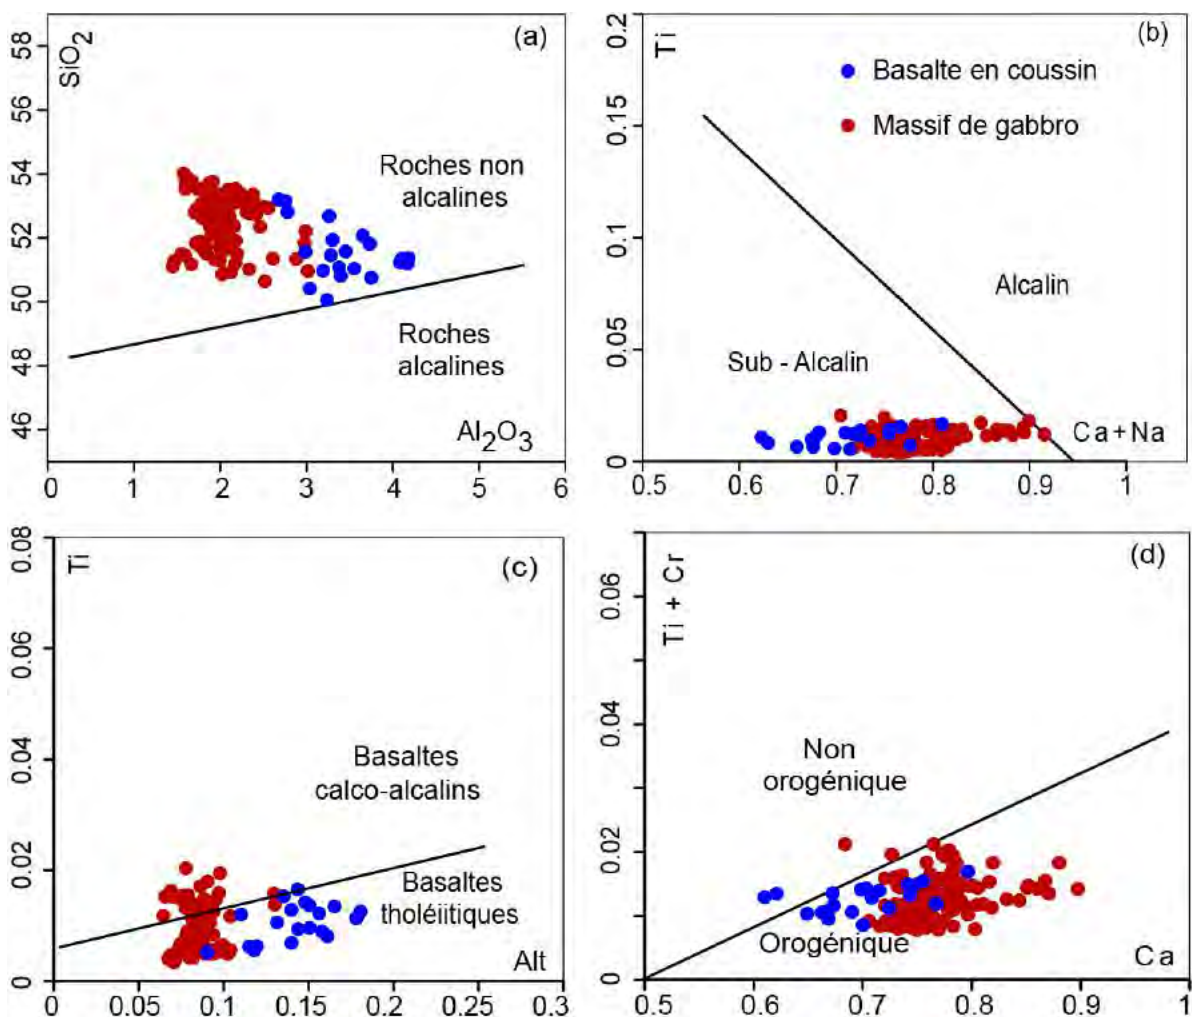 (a)
SiO2
58
56
54
52
50
48
46
Roches non
alcalines
Roches
alcalines
Al2O3
0 1 2 3 4 5 6
(b)
Ti
0.2
0.15
0.1
0.05
0
Basalte en coussin
Massif de gabbro
Alcalin
Sub - Alcalin
Ca+Na
0.5 0.6 0.7 0.8 0.9 1
(c)
Ti
0.08
0.06
0.04
0.02
0
Basaltes
calco-alcalins
Basaltes
tholéiitiques
Alt
0 0.05 0.1 0.15 0.2 0.25 0.3
(d)
Ti + Cr
0.06
0.04
0.02
0
Non
orogénique
Orogénique
Ca
0.5 0.6 0.7 0.8 0.9 1